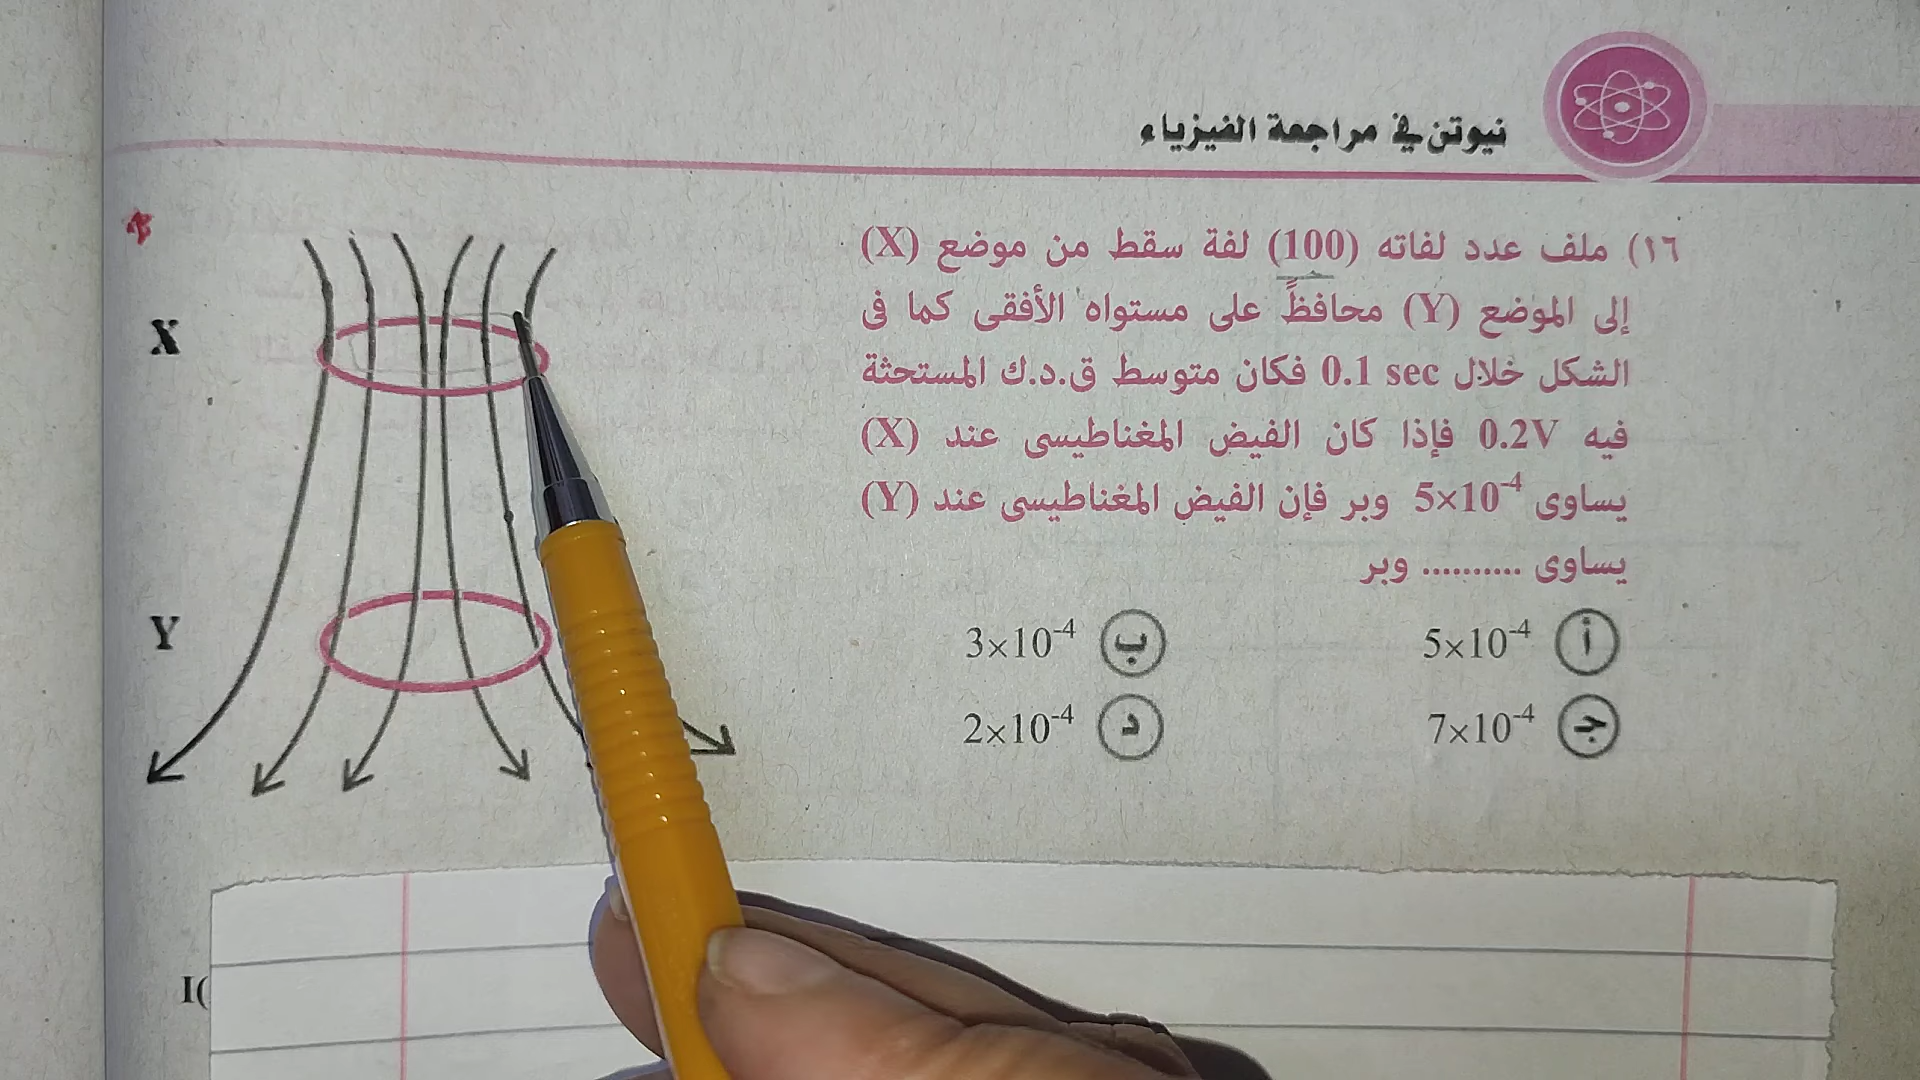 نيوتن في مراجعة الفيزياء
١٦) ملف عدد لفاته (100) لفة سقط من موضع (X)
إلى الموضع (Y) محافظً على مستواه الأفقى كما فى
الشكل خلال 0.1 sec فكان متوسط ق.د.ك المستحثة
فيه 0.2V فإذا كان الفيض المغناطيسى عند (X)
يساوى 5×10⁻⁴ وبر فإن الفيض المغناطيسى عند (Y)
يساوى .......... وبر
أ 5×10⁻⁴
ب 3×10⁻⁴
جـ 7×10⁻⁴
د 2×10⁻⁴
X
Y
I(